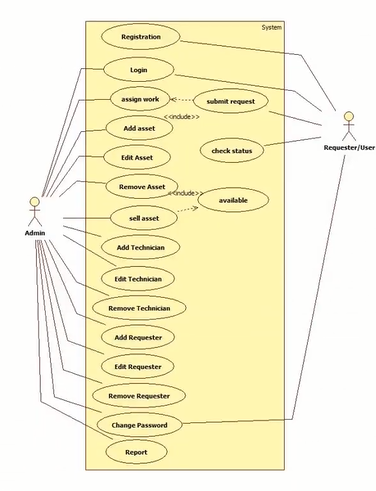 System
Registration
Login
assign work
submit request
<<include>>
Add asset
Requester/User
Edit Asset
check status
Remove Asset
<<include>>
available
sell asset
Admin
Add Technician
Edit Technician
Remove Technician
Add Requester
Edit Requester
Remove Requester
Change Password
Report